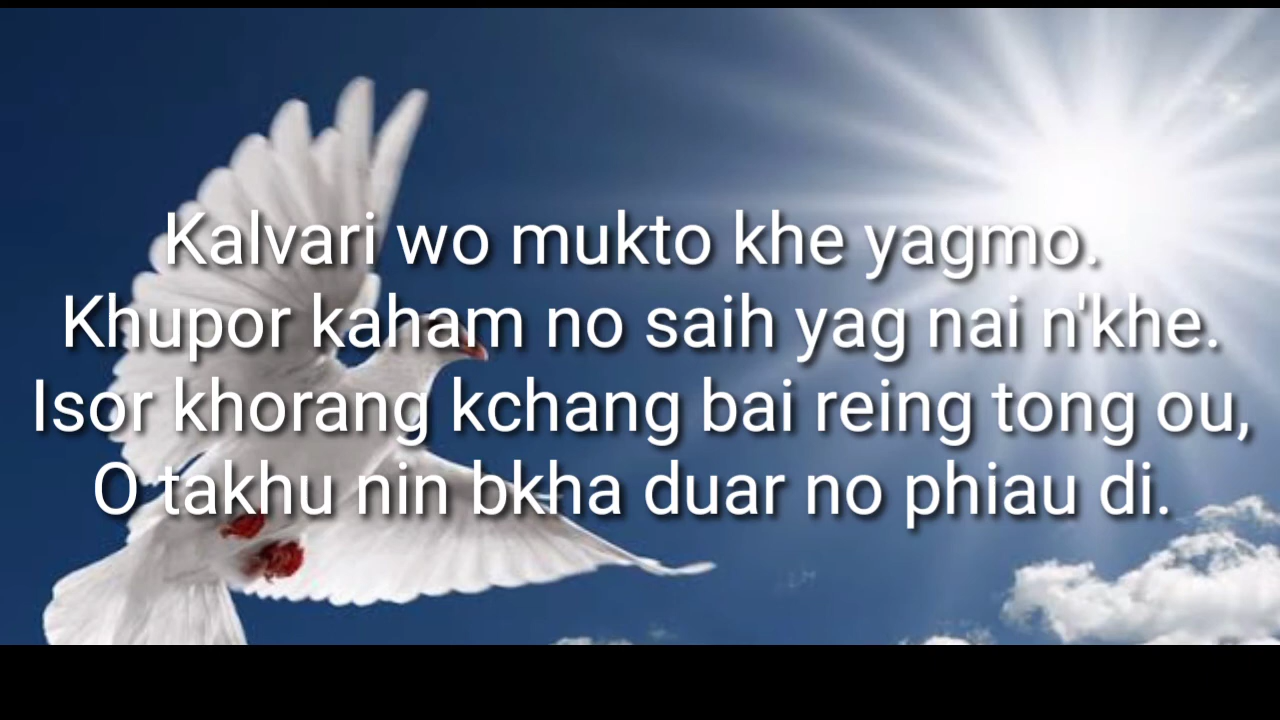 Kalvari wo mukto khe yagmo.
Khupor kaham no saih yag nai n'khe.
Isor khorang kchang bai reing tong ou,
O takhu nin bkha duar no phiau di.